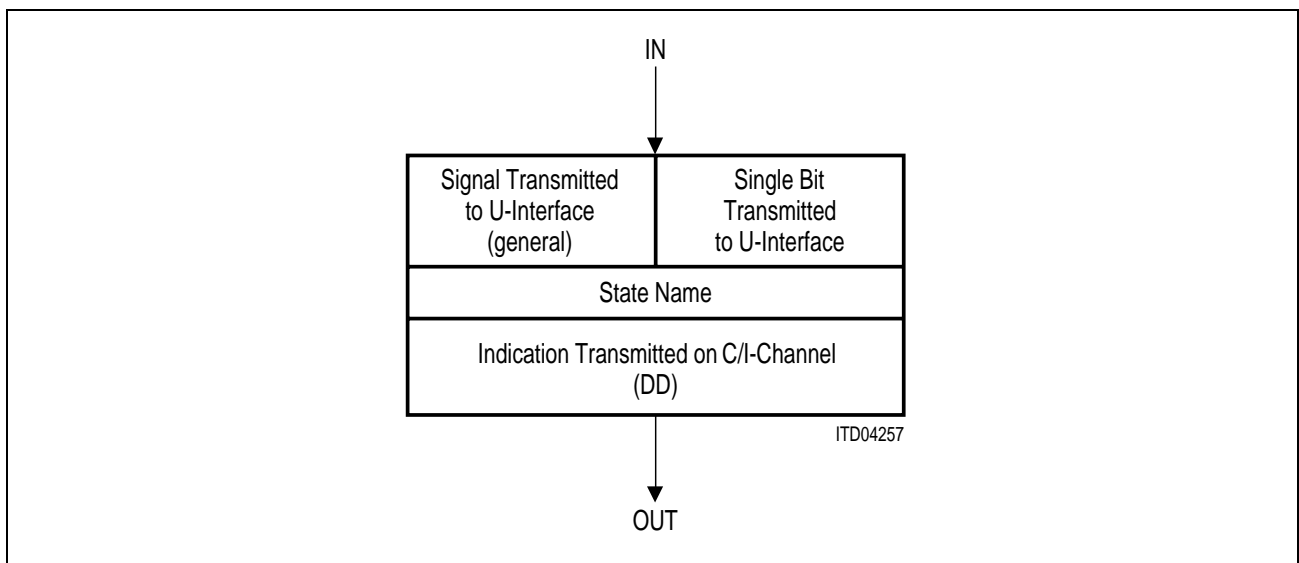 IN
Signal Transmitted
to U-Interface
(general)
Single Bit
Transmitted
to U-Interface
State Name
Indication Transmitted on C/I-Channel
(DD)
ITD04257
OUT